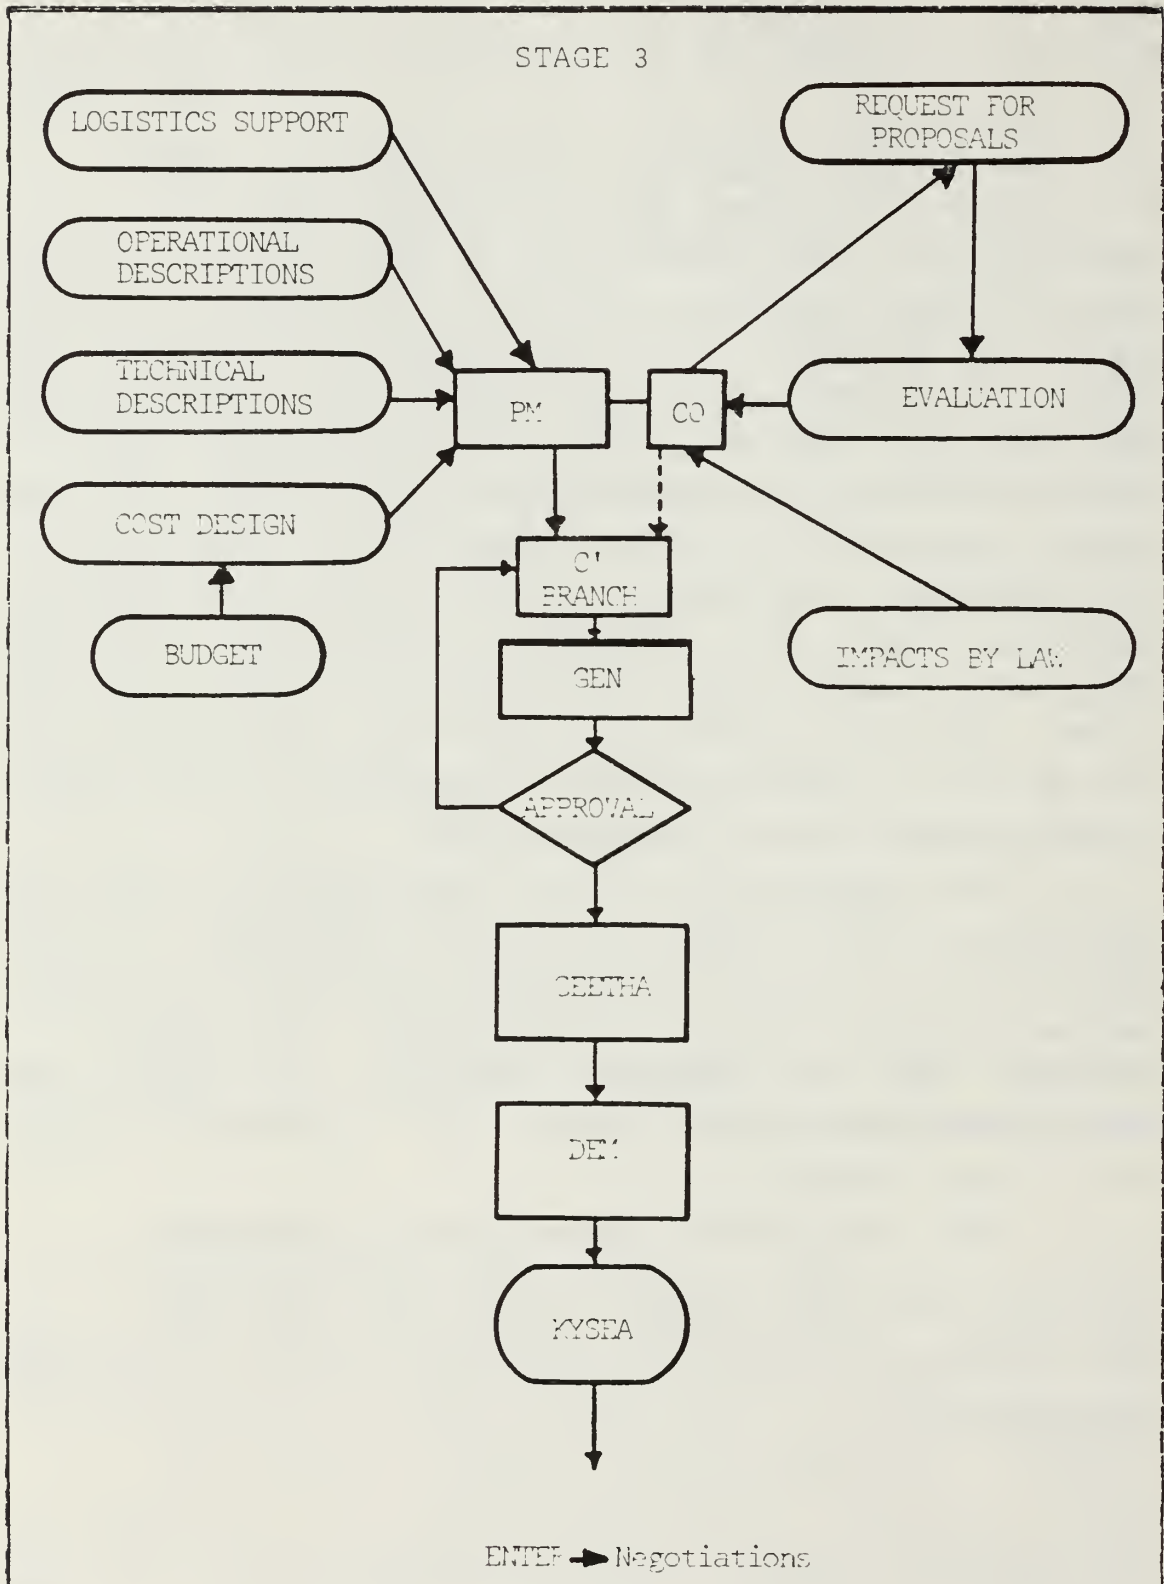 STAGE 3
LOGISTICS SUPPORT
REQUEST FOR
PROPOSALS
OPERATIONAL
DESCRIPTIONS
TECHNICAL
DESCRIPTIONS
PM
CO
EVALUATION
COST DESIGN
C'
BRANCH
BUDGET
GEN
IMPACTS BY LAW
APPROVAL
GEETHA
KYSEA
ENTER → Negotiations